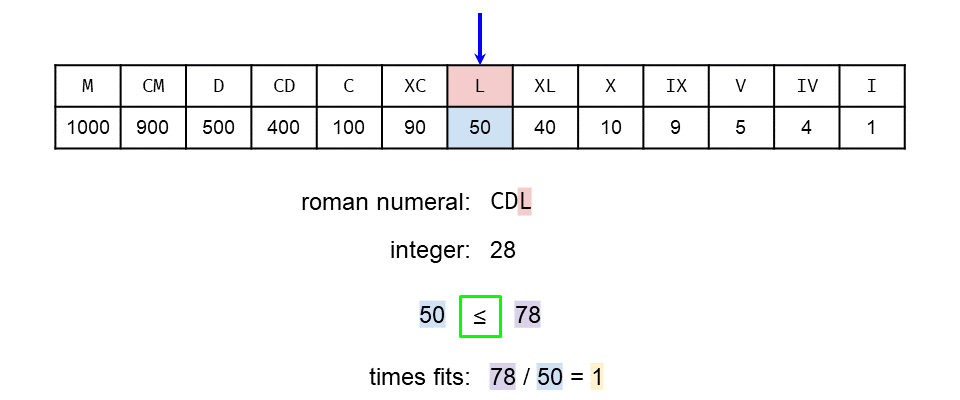 M CM D CD C XC L XL X IX V IV I
1000 900 500 400 100 90 50 40 10 9 5 4 1
roman numeral: CDL
integer: 28
50 ≤ 78
times fits: 78 / 50 = 1